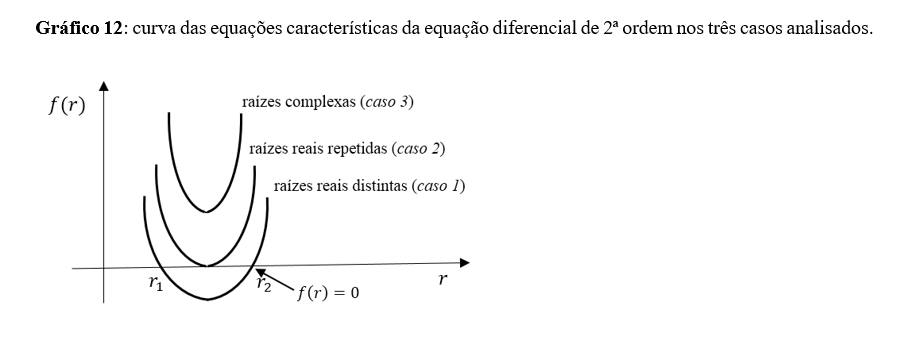 Gráfico 12: curva das equações características da equação diferencial de 2ª ordem nos três casos analisados.
f(r)
raízes complexas (caso 3)
raízes reais repetidas (caso 2)
raízes reais distintas (caso 1)
r₁
r₂
f(r) = 0
r